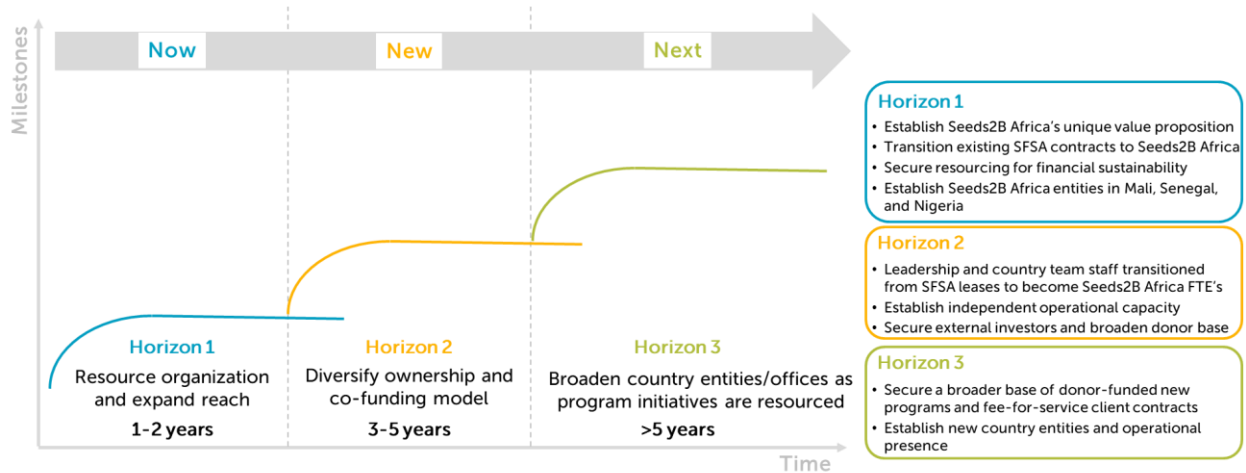 Milestones
Now
New
Next
Horizon 1
Resource organization
and expand reach
1-2 years
Horizon 2
Diversify ownership and
co-funding model
3-5 years
Horizon 3
Broaden country entities/offices as
program initiatives are resourced
>5 years
Time
Horizon 1
• Establish Seeds2B Africa's unique value proposition
• Transition existing SFSA contracts to Seeds2B Africa
• Secure resourcing for financial sustainability
• Establish Seeds2B Africa entities in Mali, Senegal,
and Nigeria
Horizon 2
• Leadership and country team staff transitioned
from SFSA leases to become Seeds2B Africa FTE's
• Establish independent operational capacity
• Secure external investors and broaden donor base
Horizon 3
• Secure a broader base of donor-funded new
programs and fee-for-service client contracts
• Establish new country entities and operational
presence